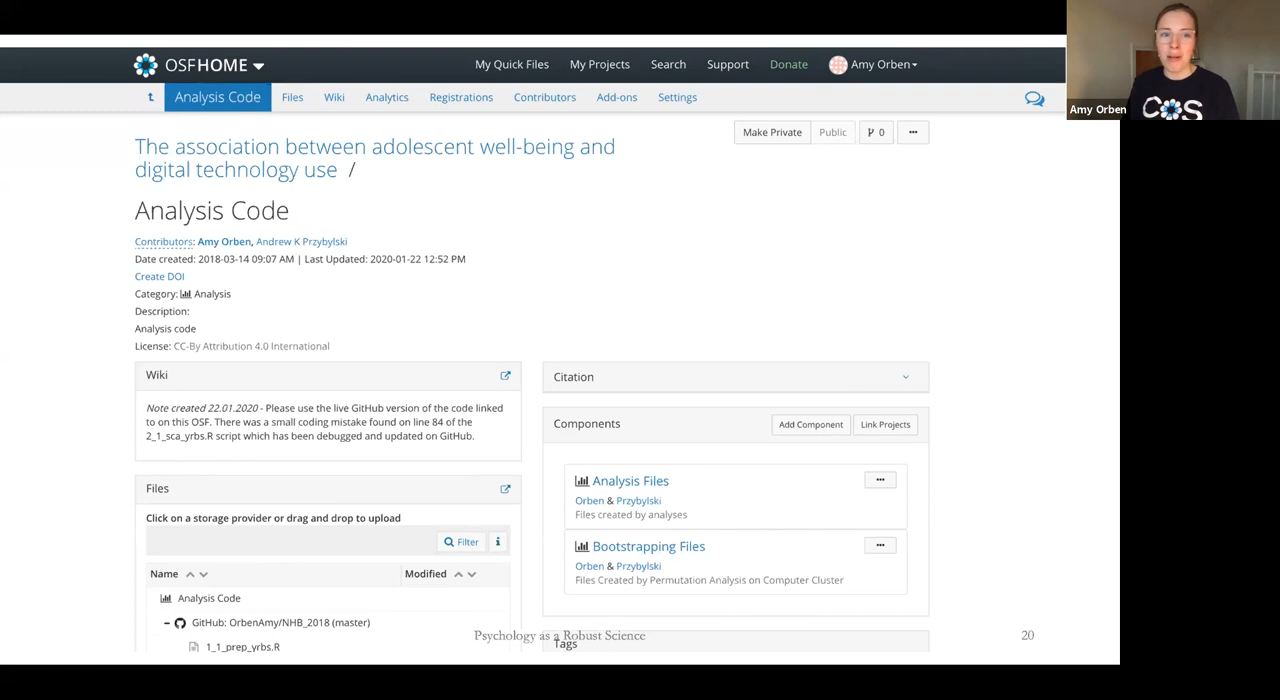 OSFHOME
My Quick Files
My Projects
Search
Support
Donate
Amy Orben
Analysis Code
Files
Wiki
Analytics
Registrations
Contributors
Add-ons
Settings
Amy Orben
COS
Make Private
Public
0
The association between adolescent well-being and
digital technology use /
Analysis Code
Contributors: Amy Orben, Andrew K Przybylski
Date created: 2018-03-14 09:07 AM | Last Updated: 2020-01-22 12:52 PM
Create DOI
Category: Analysis
Description:
Analysis code
License: CC-By Attribution 4.0 International
Wiki
Note created 22.01.2020 - Please use the live GitHub version of the code linked
to on this OSF. There was a small coding mistake found on line 84 of the
2_1_sca_yrbs.R script which has been debugged and updated on GitHub.
Files
Click on a storage provider or drag and drop to upload
Filter
Name
Modified
Analysis Code
GitHub: OrbenAmy/NHB_2018 (master)
1_1_prep_yrbs.R
Citation
Components
Add Component
Link Projects
Analysis Files
Orben & Przybylski
Files created by analyses
Bootstrapping Files
Orben & Przybylski
Files Created by Permutation Analysis on Computer Cluster
Tags
Psychology as a Robust Science
20